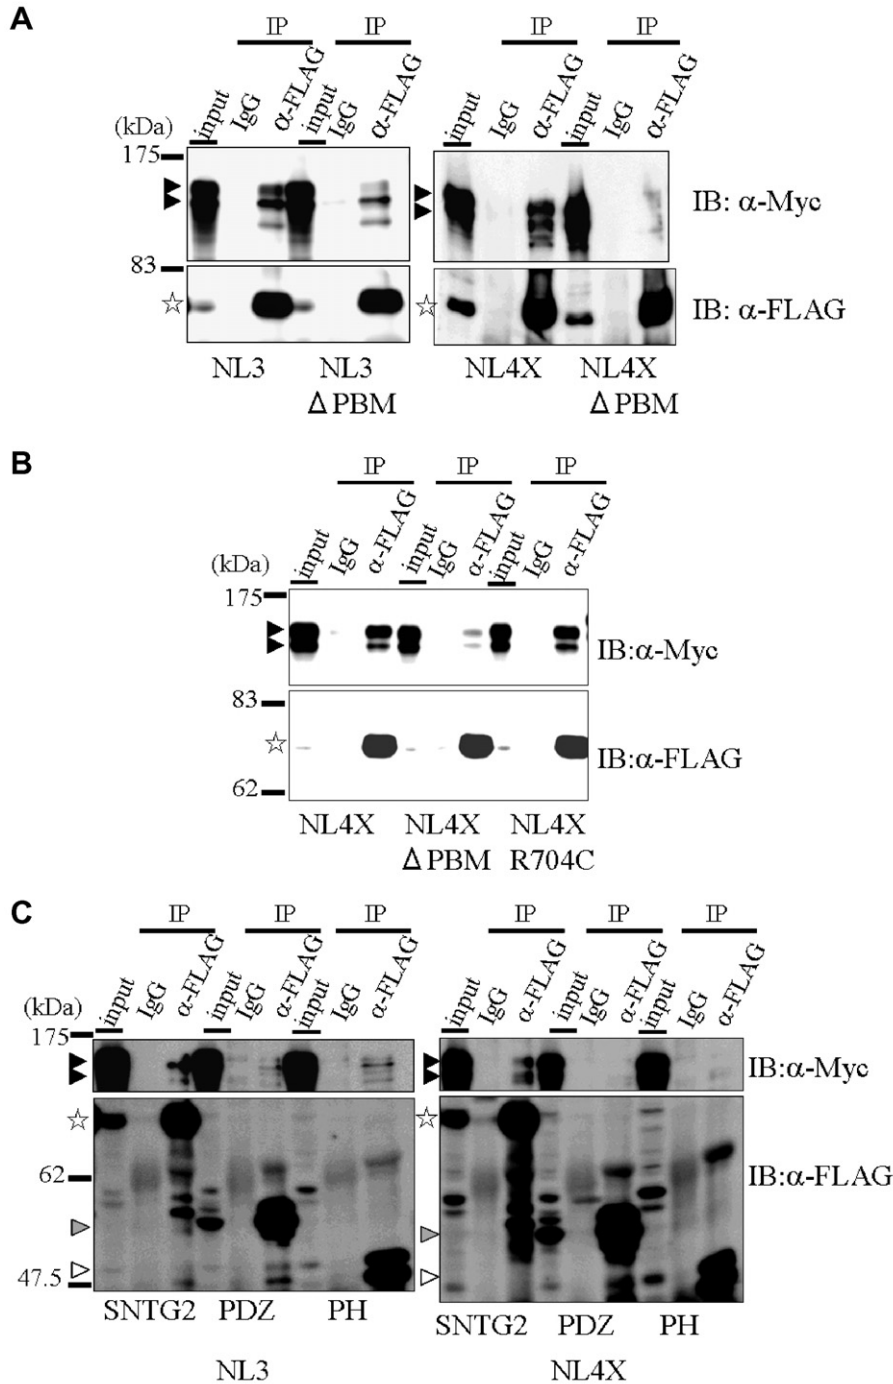 A
IP IP IP IP
input IgG α-FLAG input IgG α-FLAG input IgG α-FLAG input IgG α-FLAG
(kDa)
175
IB: α-Myc
83
IB: α-FLAG
NL3 NL3 NL4X NL4X
Δ PBM Δ PBM
B
IP IP IP
input IgG α-FLAG input IgG α-FLAG input IgG α-FLAG
(kDa)
175
IB:α-Myc
83
IB:α-FLAG
62
NL4X NL4X NL4X
Δ PBM R704C
C
IP IP IP IP IP IP
input IgG α-FLAG input IgG α-FLAG input IgG α-FLAG input IgG α-FLAG input IgG α-FLAG input IgG α-FLAG
(kDa)
175
IB:α-Myc
62
IB:α-FLAG
47.5
SNTG2 PDZ PH SNTG2 PDZ PH
NL3 NL4X